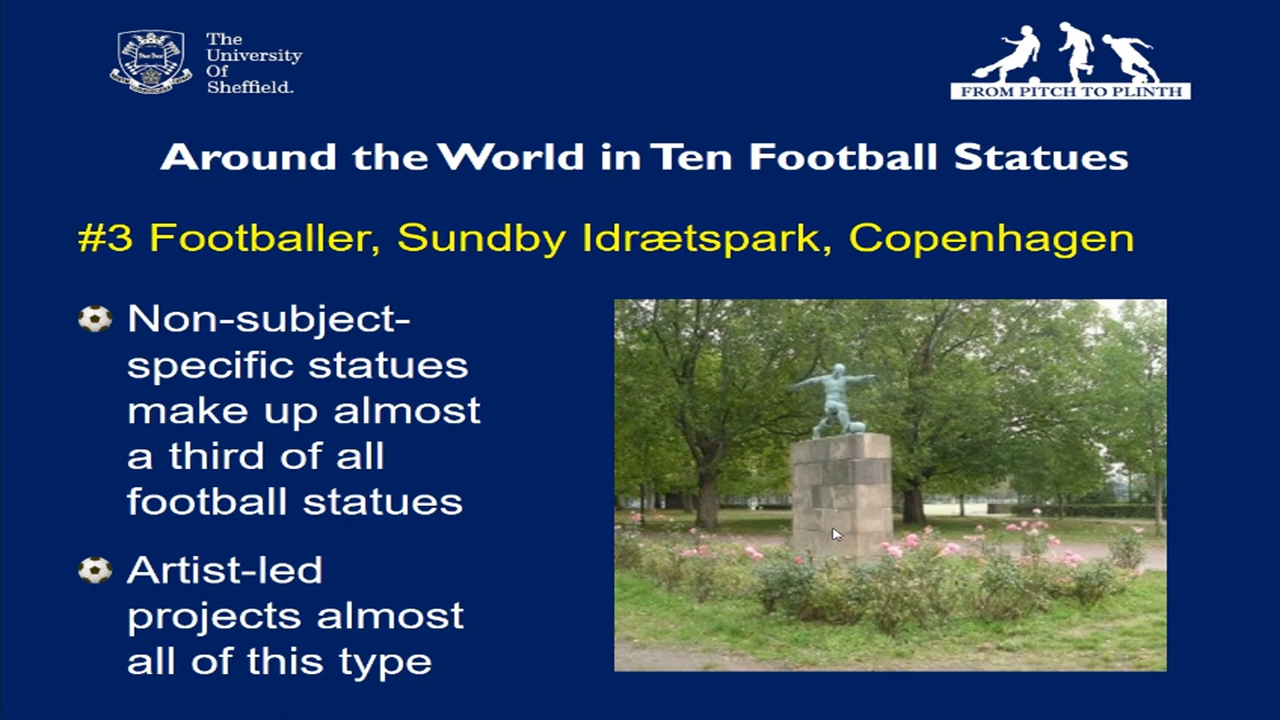 The
University
Of
Sheffield.
FROM PITCH TO PLINTH
Around the World in Ten Football Statues
#3 Footballer, Sundby Idrætspark, Copenhagen
Non-subject-
specific statues
make up almost
a third of all
football statues
Artist-led
projects almost
all of this type